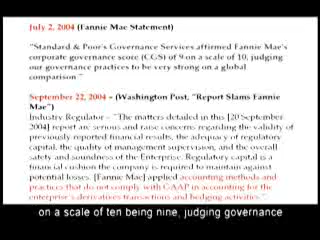 July 2, 2004 (Fannie Mae Statement)
"Standard & Poor's Governance Services affirmed Fannie Mae's
corporate governance score (CGS) of 9 on a scale of 10, judging
our governance practices to be very strong on a global
comparison "
September 22, 2004 – (Washington Post, "Report Slams Fannie
Mae")
Industry Regulator – "The matters detailed in this [20 September
2004] report are serious and raise concerns regarding the validity of
previously reported financial results, the adequacy of regulatory
capital, the quality of management supervision, and the overall
safety and soundness of the Enterprise. Regulatory capital is a
financial cushion the company is required to maintain against
potential losses. [Fannie Mae] applied accounting methods and
practices that do not comply with GAAP in accounting for the
enterprise's derivatives transactions and hedging activities".
on a scale of ten being nine, judging governance